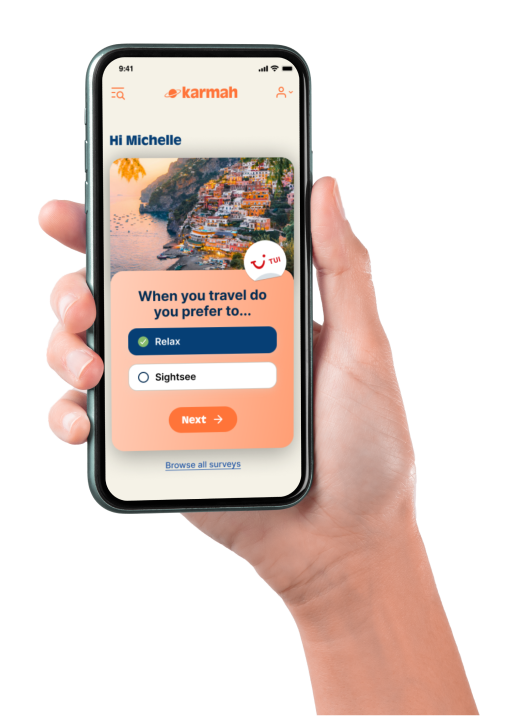 9:41
karmah
Hi Michelle
TUI
When you travel do
you prefer to...
Relax
Sightsee
Next →
Browse all surveys